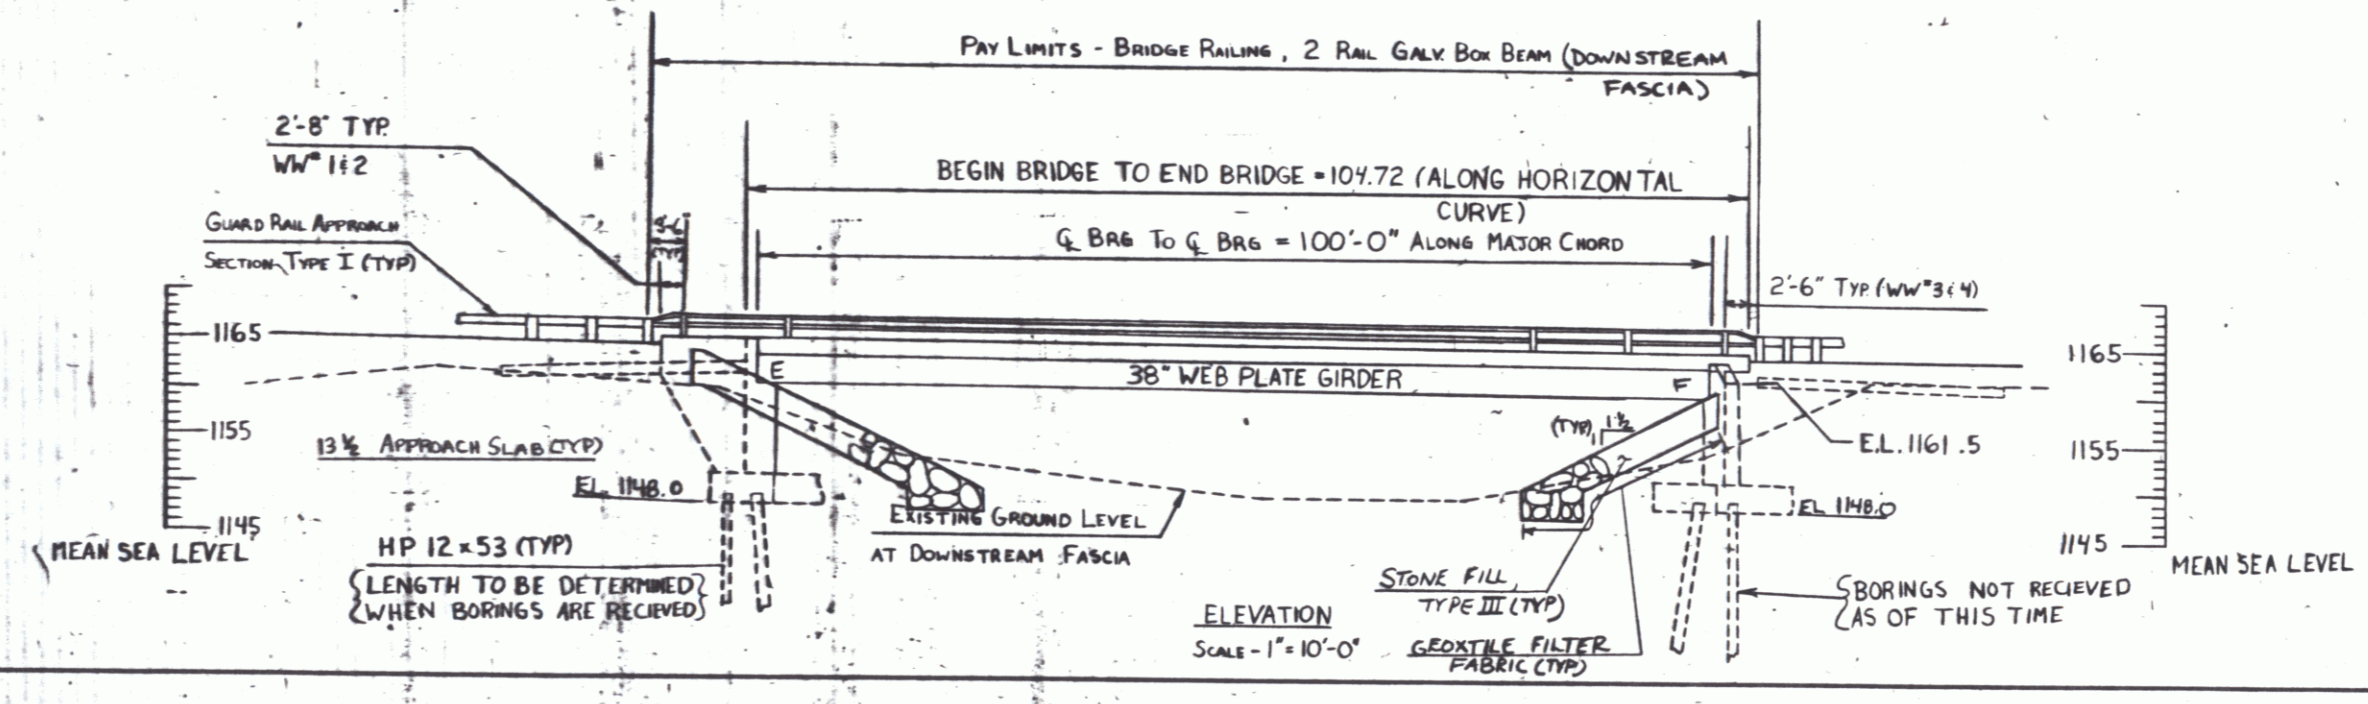 PAY LIMITS - BRIDGE RAILING, 2 RAIL GALV. BOX BEAM (DOWNSTREAM
FASCIA)
2'-8" TYP.
WW# 1&2
BEGIN BRIDGE TO END BRIDGE = 104.72 (ALONG HORIZONTAL
CURVE)
GUARD RAIL APPROACH
SECTION-TYPE I (TYP)
℄ BRG TO ℄ BRG = 100'-0" ALONG MAJOR CHORD
2'-6" TYP. (WW#3&4)
1165
1165
E
38" WEB PLATE GIRDER
F
1155
13 ½ APPROACH SLAB (TYP)
(TYP) 1 1½
E.L. 1161.5
1155
EL. 1148.0
EL 1148.0
1145
MEAN SEA LEVEL
EXISTING GROUND LEVEL
AT DOWNSTREAM FASCIA
1145
MEAN SEA LEVEL
HP 12 x 53 (TYP)
{LENGTH TO BE DETERMINED}
{WHEN BORINGS ARE RECIEVED}
STONE FILL,
TYPE III (TYP)
BORINGS NOT RECIEVED
AS OF THIS TIME
ELEVATION
SCALE - 1" = 10'-0"
GEOXTILE FILTER
FABRIC (TYP)